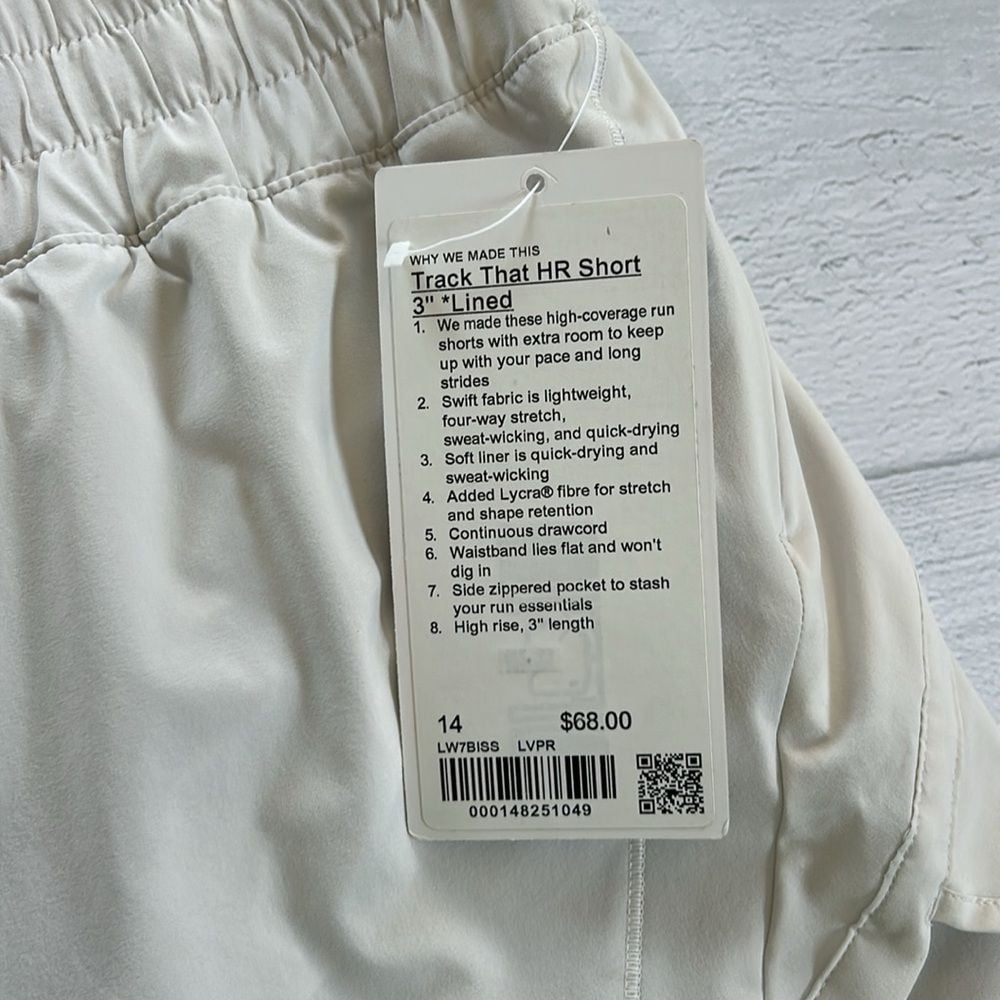 WHY WE MADE THIS
Track That HR Short
3" *Lined
1. We made these high-coverage run
shorts with extra room to keep
up with your pace and long
strides
2. Swift fabric is lightweight,
four-way stretch,
sweat-wicking, and quick-drying
3. Soft liner is quick-drying and
sweat-wicking
4. Added Lycra® fibre for stretch
and shape retention
5. Continuous drawcord
6. Waistband lies flat and won't
dig in
7. Side zippered pocket to stash
your run essentials
8. High rise, 3" length
14 $68.00
LW7BISS LVPR
000148251049